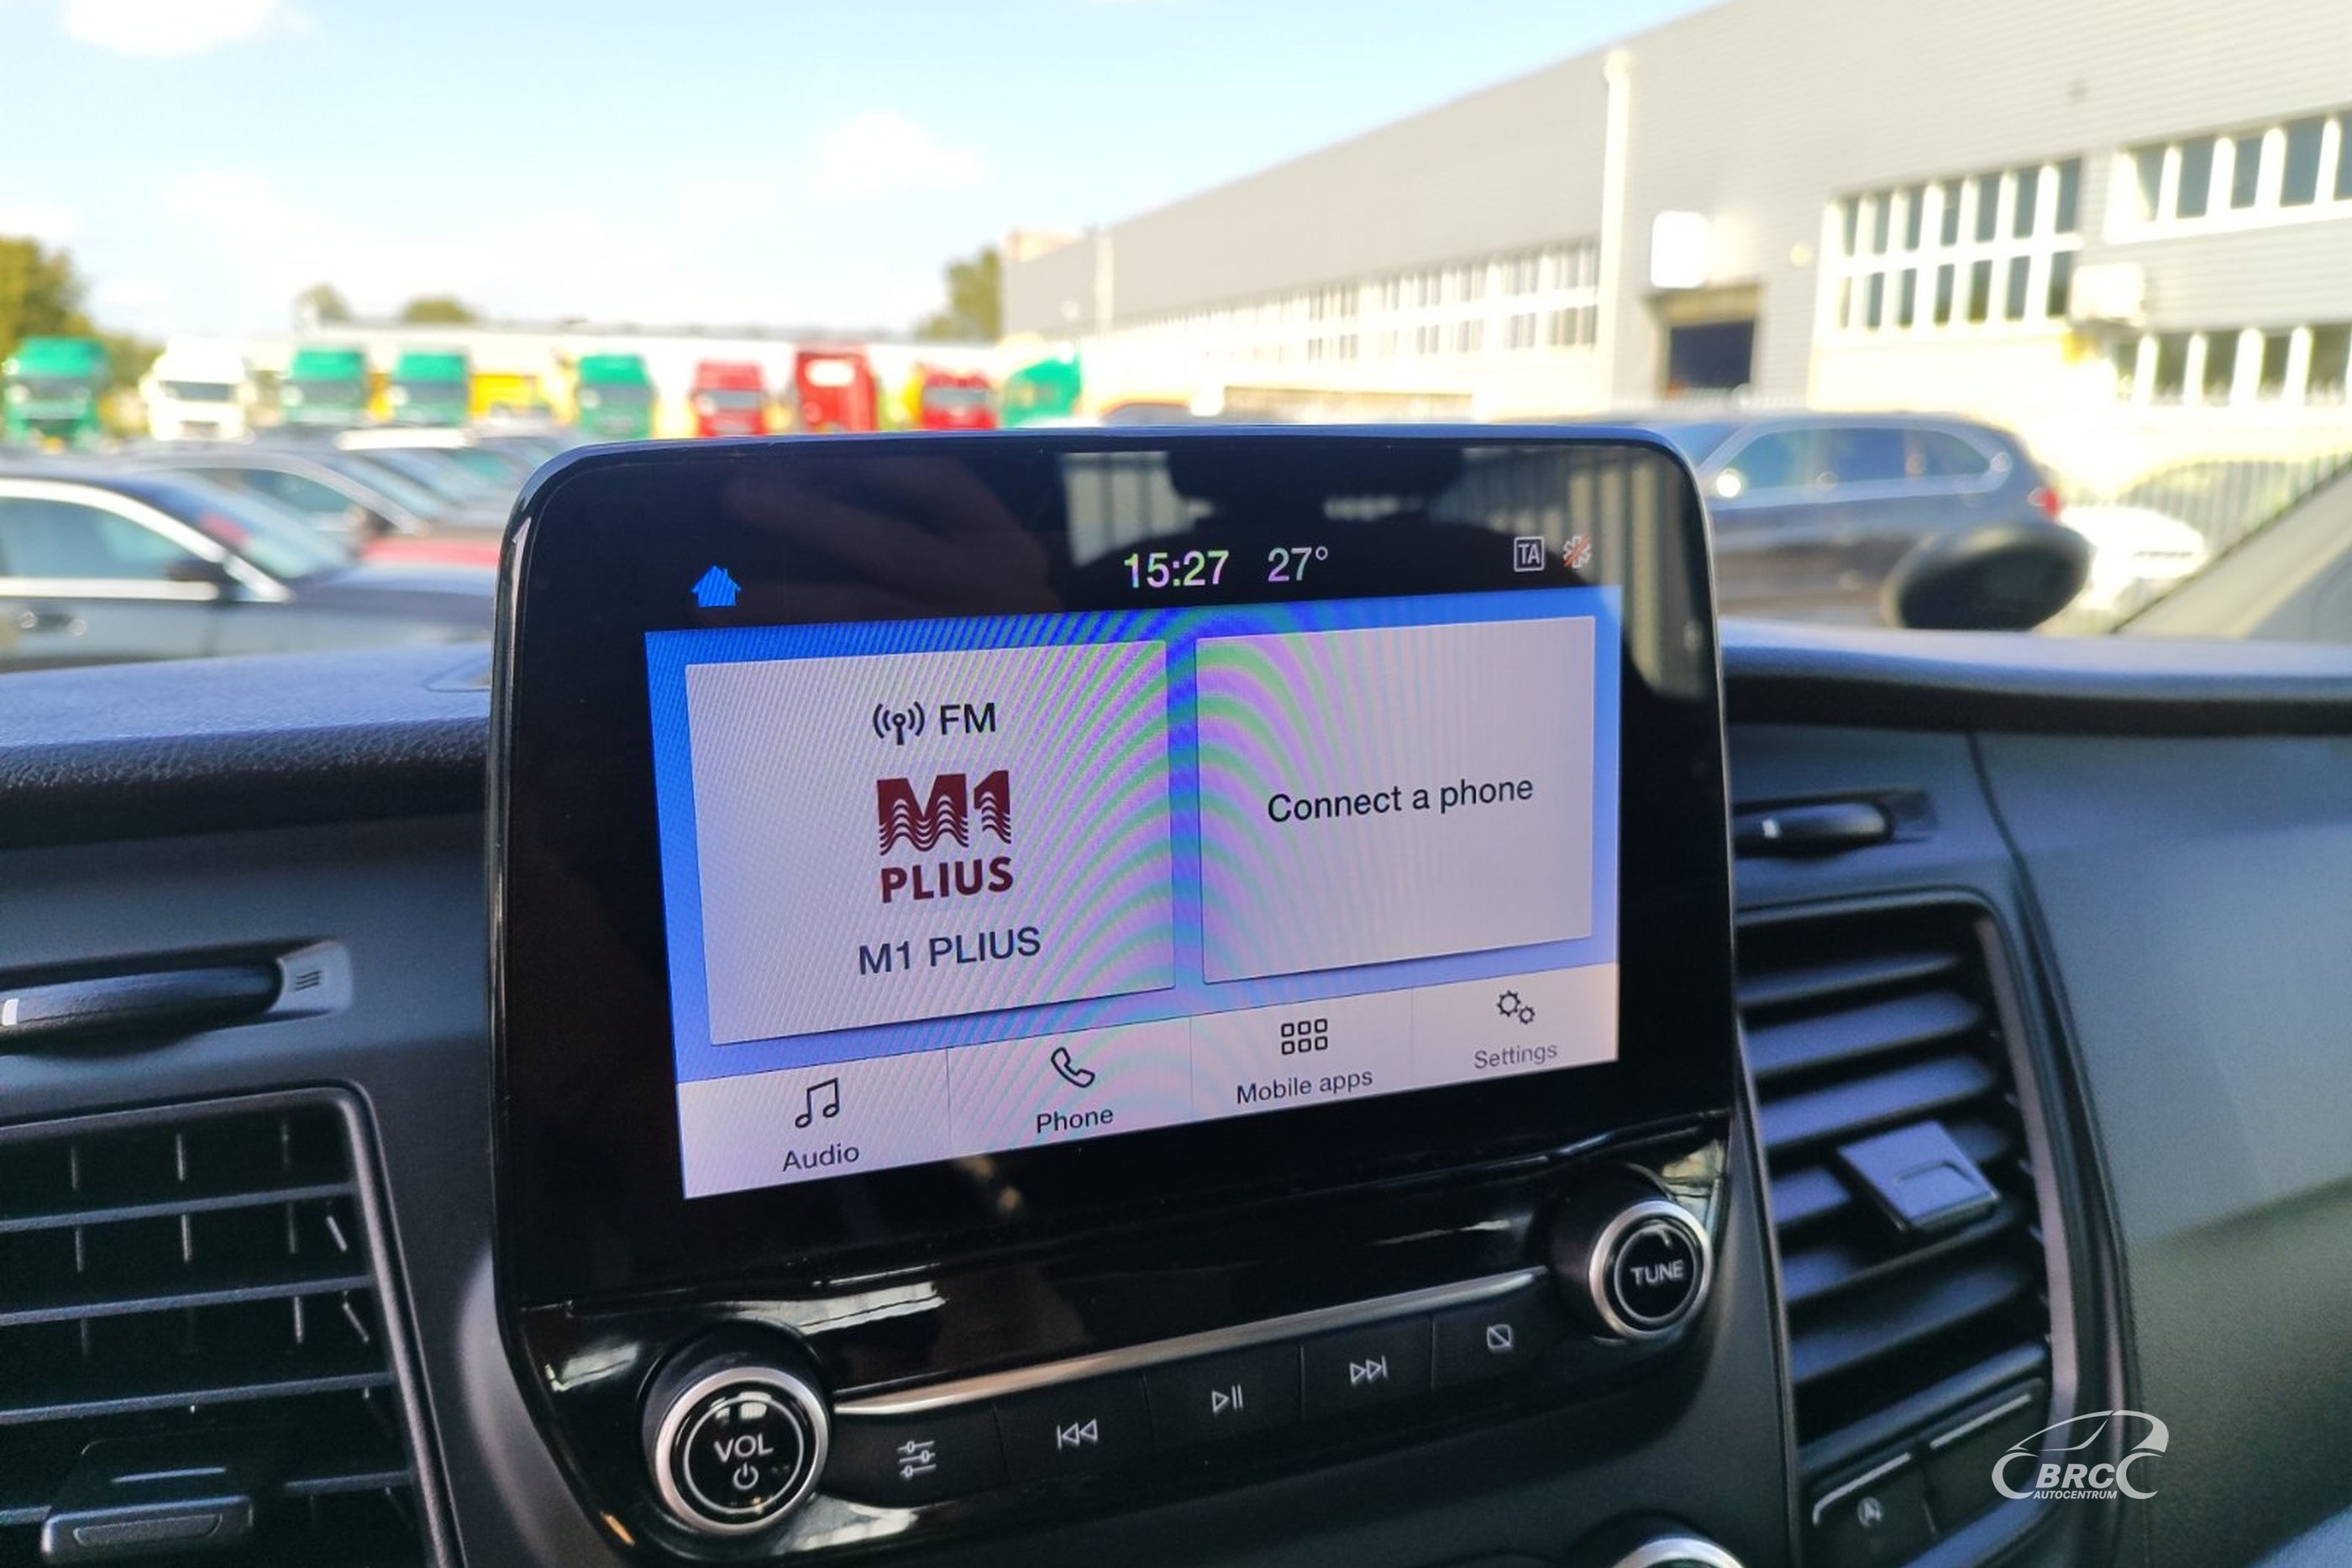 15:27 27°
TA
FM
M1
PLIUS
M1 PLIUS
Connect a phone
Audio
Phone
Mobile apps
Settings
VOL
TUNE
BRC
AUTOCENTRUM